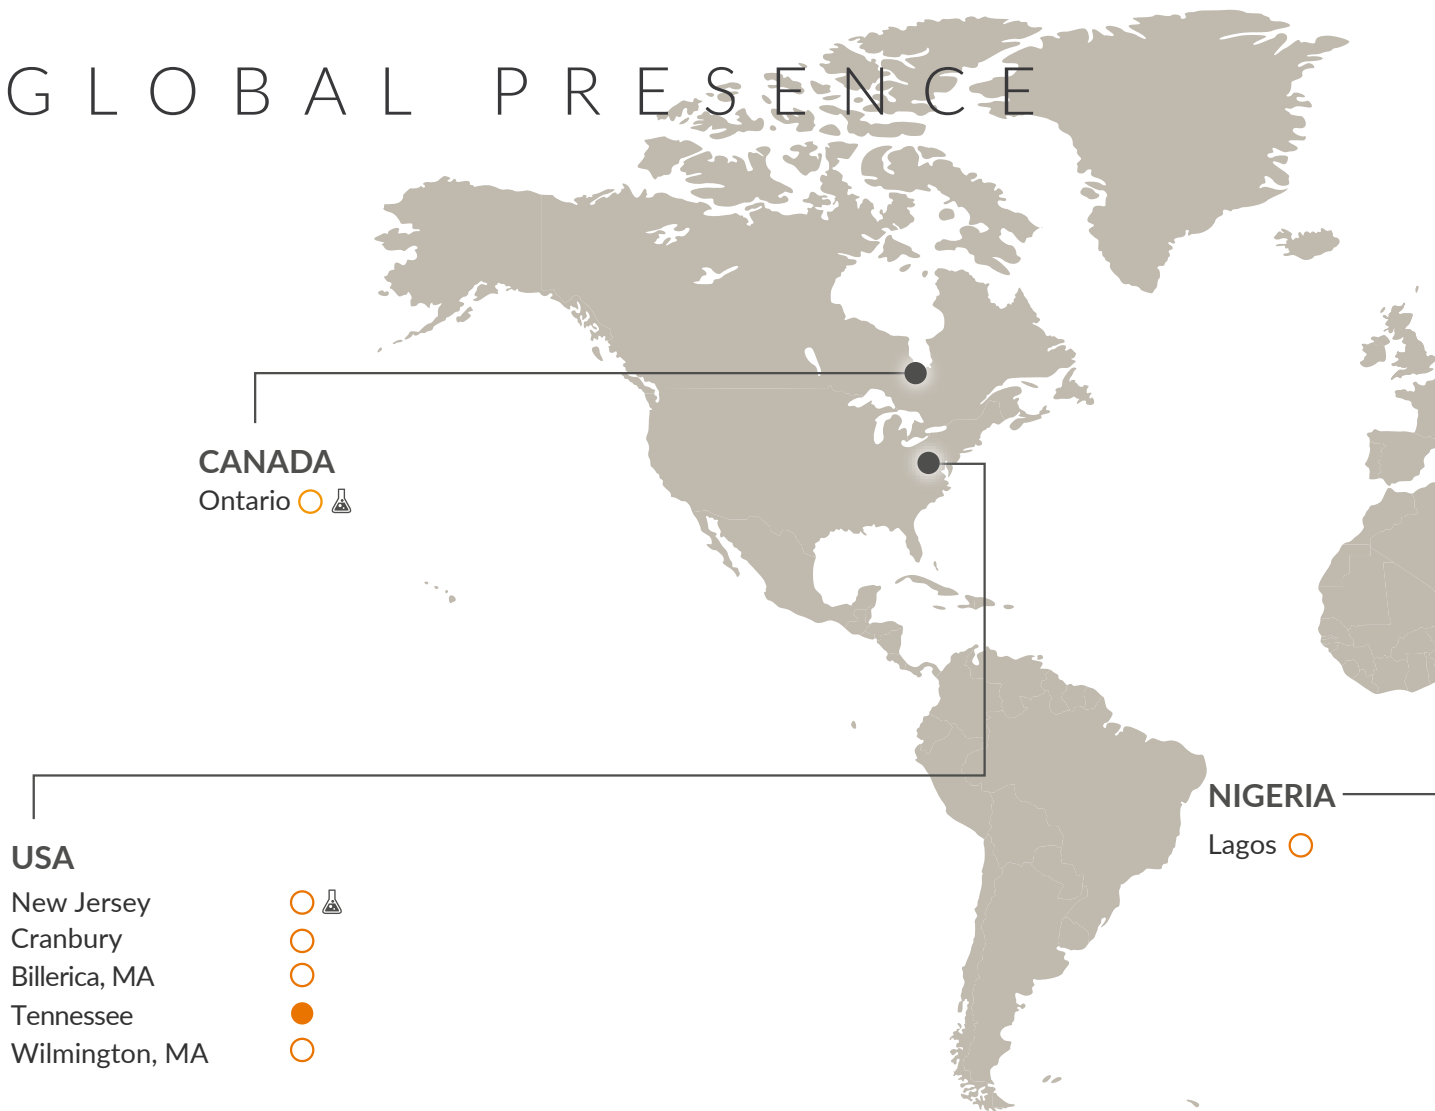 GLOBAL PRESENCE
CANADA
Ontario
USA
New Jersey
Cranbury
Billerica, MA
Tennessee
Wilmington, MA
NIGERIA
Lagos